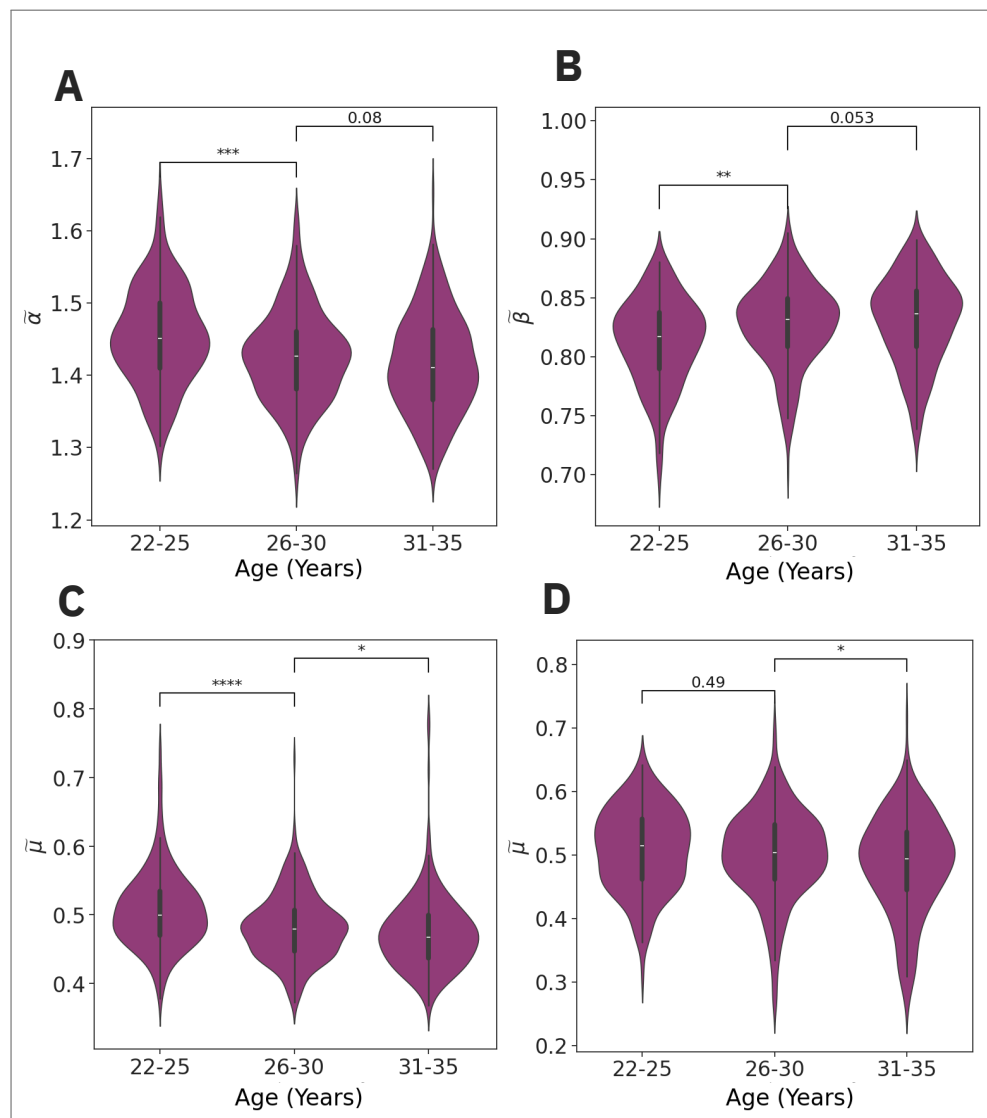 A
B
0.08
***
1.7
1.6
1.5
1.4
1.3
1.2
α̃
22-25 26-30 31-35
Age (Years)
0.053
**
1.00
0.95
0.90
0.85
0.80
0.75
0.70
β̃
22-25 26-30 31-35
Age (Years)
C
D
*
****
0.9
0.8
0.7
0.6
0.5
0.4
μ̃
22-25 26-30 31-35
Age (Years)
*
0.49
0.8
0.7
0.6
0.5
0.4
0.3
0.2
μ̃
22-25 26-30 31-35
Age (Years)